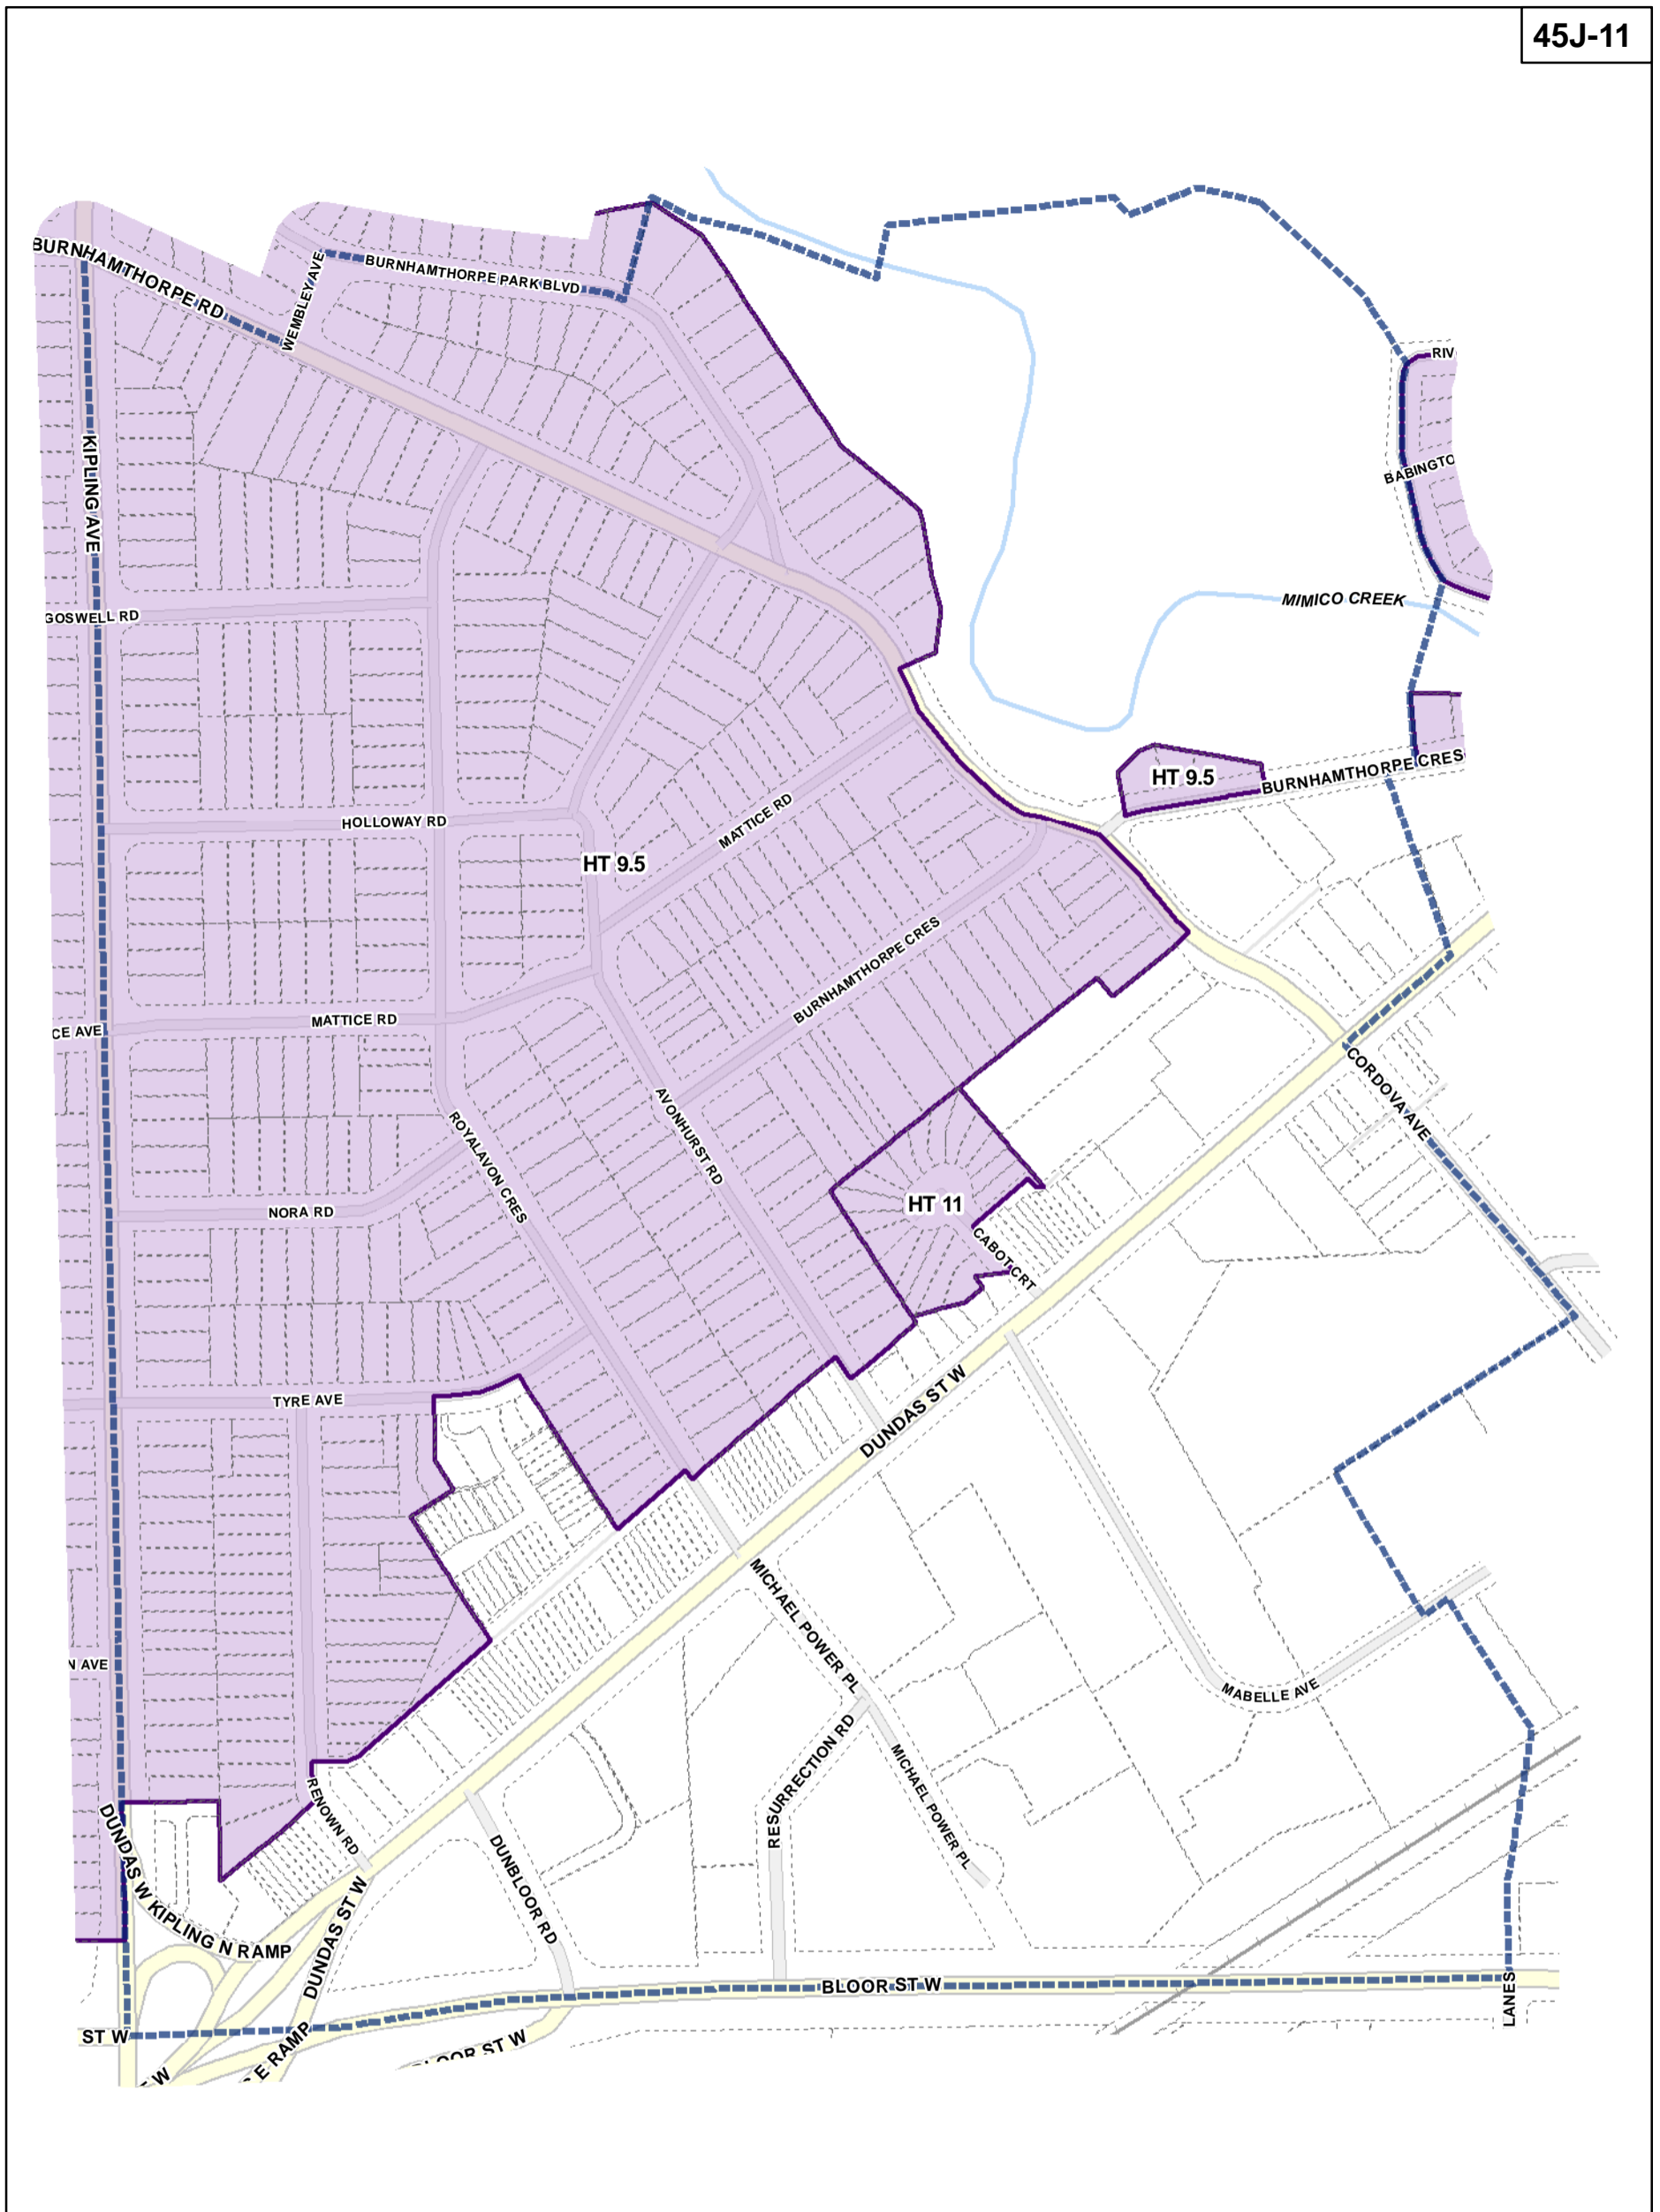 45J-11
BURNHAMTHORPE RD
WEMBLEY AVE
BURNHAMTHORPE PARK BLVD
RIV
KIPLING AVE
BABINGTO
MIMICO CREEK
GOSWELL RD
HT 9.5
BURNHAMTHORPE CRES
HOLLOWAY RD
MATTICE RD
HT 9.5
BURNHAMTHORPE CRES
MATTICE RD
CE AVE
CORDOVA AVE
AVONHURST RD
ROYALAVON CRES
HT 11
NORA RD
CABOT CRT
TYRE AVE
DUNDAS ST W
MICHAEL POWER PL
N AVE
MABELLE AVE
RESURRECTION RD
MICHAEL POWER PL
RENOWN RD
DUNDAS W KIPLING N RAMP
DUNBLOOR RD
DUNDAS ST W
BLOOR ST W
LANES
ST W
E RAMP
LOOR ST W
W